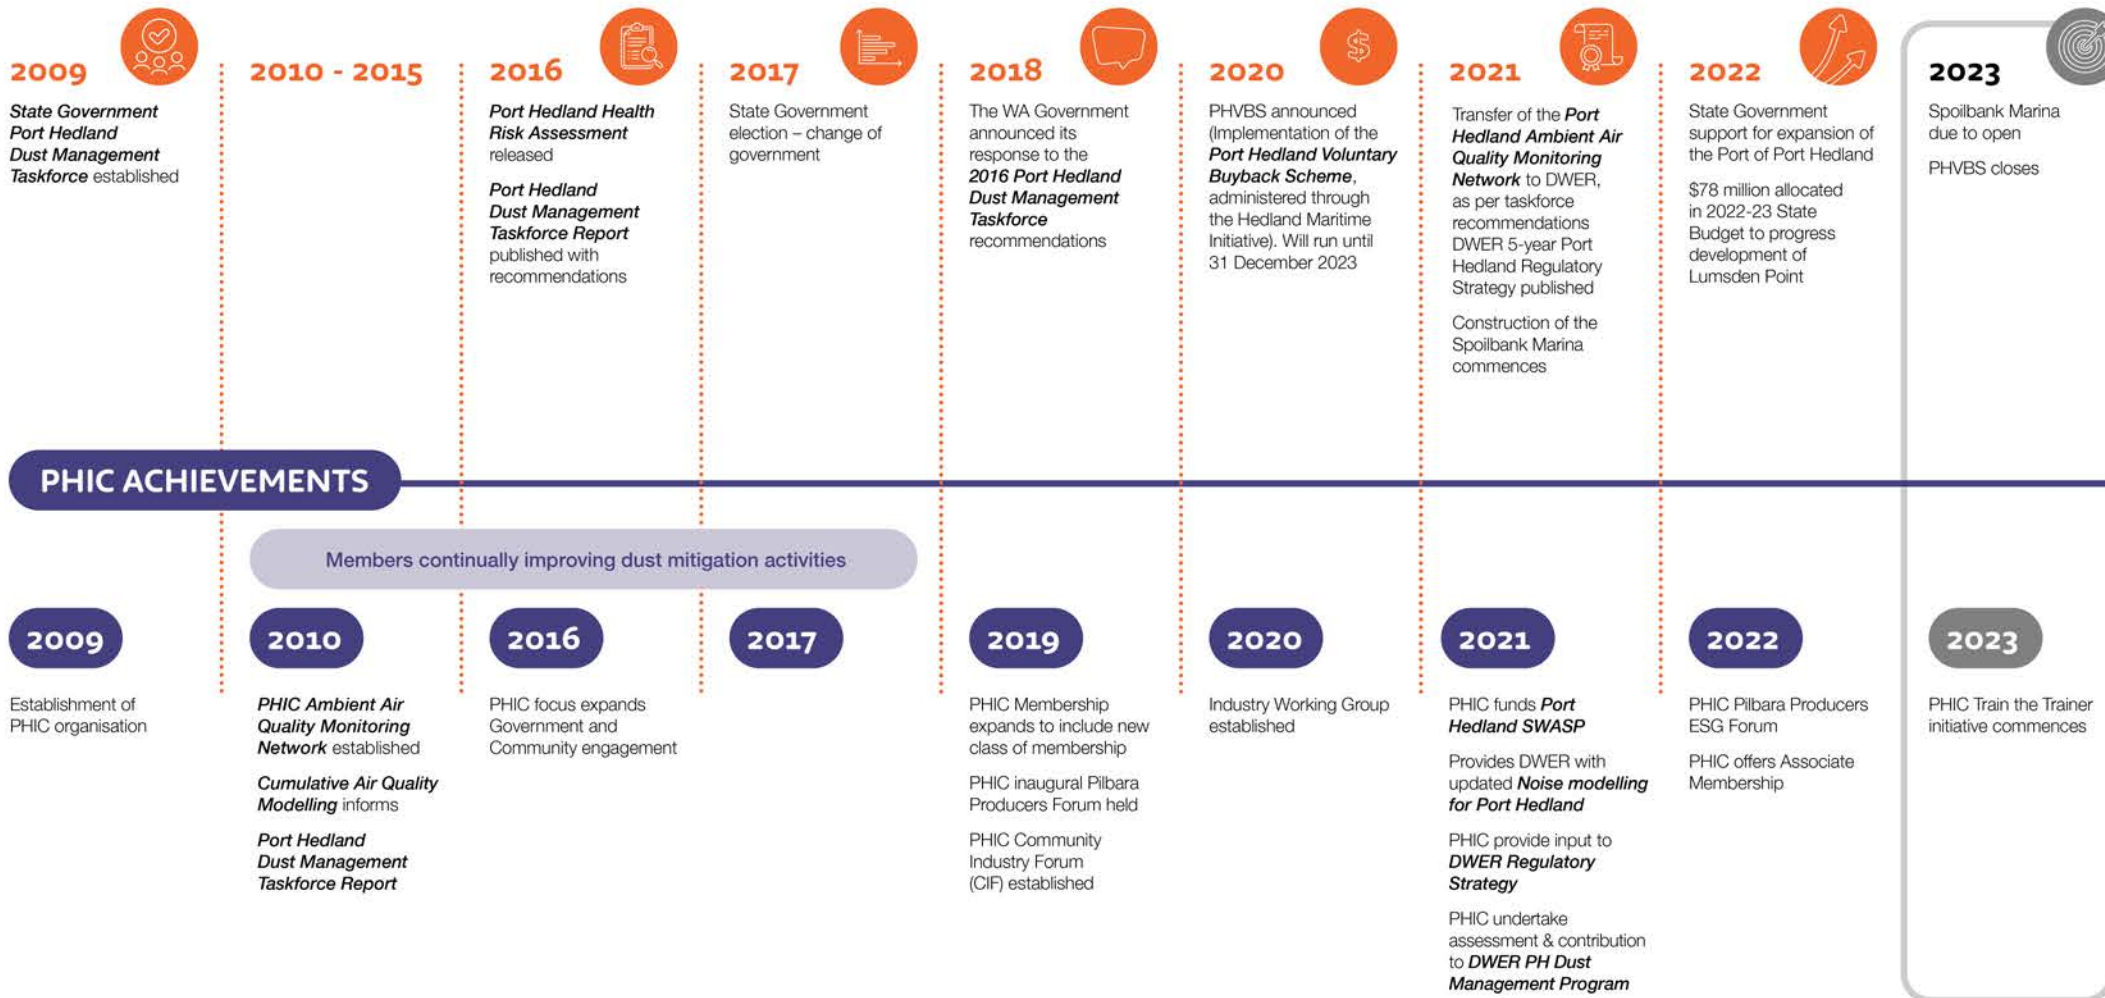 2009
State Government
Port Hedland
Dust Management
Taskforce established
2010 - 2015
2016
Port Hedland Health
Risk Assessment
released
Port Hedland
Dust Management
Taskforce Report
published with
recommendations
2017
State Government
election – change of
government
2018
The WA Government
announced its
response to the
2016 Port Hedland
Dust Management
Taskforce
recommendations
2020
$
PHVBS announced
(Implementation of the
Port Hedland Voluntary
Buyback Scheme,
administered through
the Hedland Maritime
Initiative). Will run until
31 December 2023
2021
Transfer of the Port
Hedland Ambient Air
Quality Monitoring
Network to DWER,
as per taskforce
recommendations
DWER 5-year Port
Hedland Regulatory
Strategy published
Construction of the
Spoilbank Marina
commences
2022
State Government
support for expansion of
the Port of Port Hedland
$78 million allocated
in 2022-23 State
Budget to progress
development of
Lumsden Point
2023
Spoilbank Marina
due to open
PHVBS closes
PHIC ACHIEVEMENTS
Members continually improving dust mitigation activities
2009
Establishment of
PHIC organisation
2010
PHIC Ambient Air
Quality Monitoring
Network established
Cumulative Air Quality
Modelling informs
Port Hedland
Dust Management
Taskforce Report
2016
PHIC focus expands
Government and
Community engagement
2017
2019
PHIC Membership
expands to include new
class of membership
PHIC inaugural Pilbara
Producers Forum held
PHIC Community
Industry Forum
(CIF) established
2020
Industry Working Group
established
2021
PHIC funds Port
Hedland SWASP
Provides DWER with
updated Noise modelling
for Port Hedland
PHIC provide input to
DWER Regulatory
Strategy
PHIC undertake
assessment & contribution
to DWER PH Dust
Management Program
2022
PHIC Pilbara Producers
ESG Forum
PHIC offers Associate
Membership
2023
PHIC Train the Trainer
initiative commences